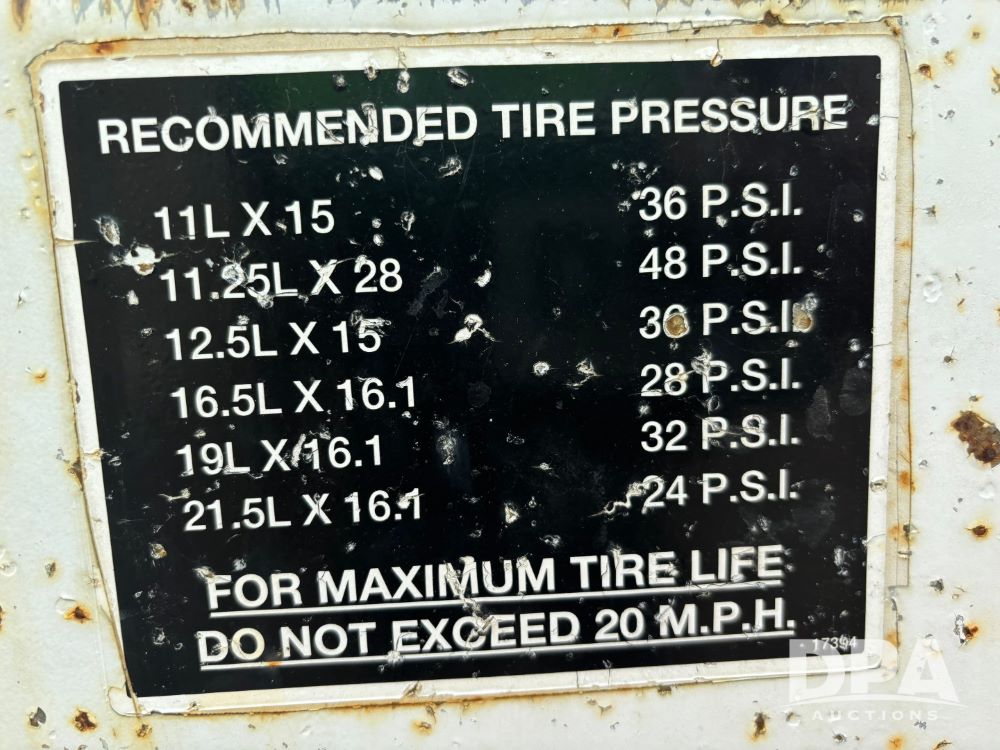 RECOMMENDED TIRE PRESSURE
11L X 15 36 P.S.I.
11.25L X 28 48 P.S.I.
12.5L X 15 36 P.S.I.
16.5L X 16.1 28 P.S.I.
19L X 16.1 32 P.S.I.
21.5L X 16.1 24 P.S.I.
FOR MAXIMUM TIRE LIFE
DO NOT EXCEED 20 M.P.H.
17394
DPA
AUCTIONS